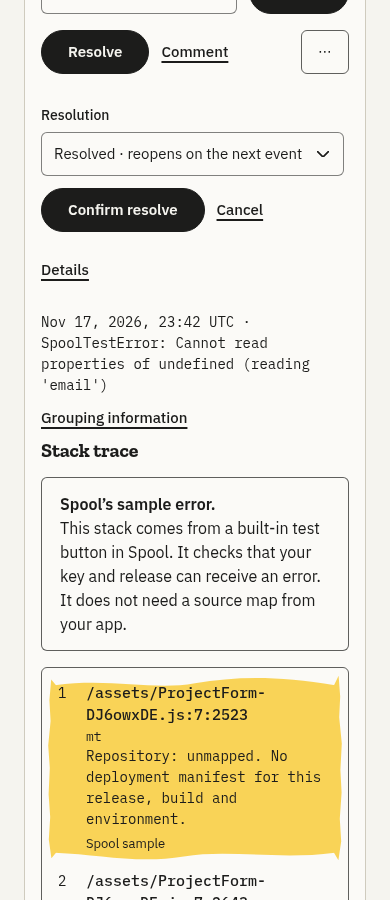 Resolve
Comment
...
Resolution
Resolved · reopens on the next event
Confirm resolve
Cancel
Details
Nov 17, 2026, 23:42 UTC ·
SpoolTestError: Cannot read
properties of undefined (reading
'email')
Grouping information
Stack trace
Spool’s sample error.
This stack comes from a built-in test
button in Spool. It checks that your
key and release can receive an error.
It does not need a source map from
your app.
1 /assets/ProjectForm-
DJ6owxDE.js:7:2523
mt
Repository: unmapped. No
deployment manifest for this
release, build and
environment.
Spool sample
2 /assets/ProjectForm-